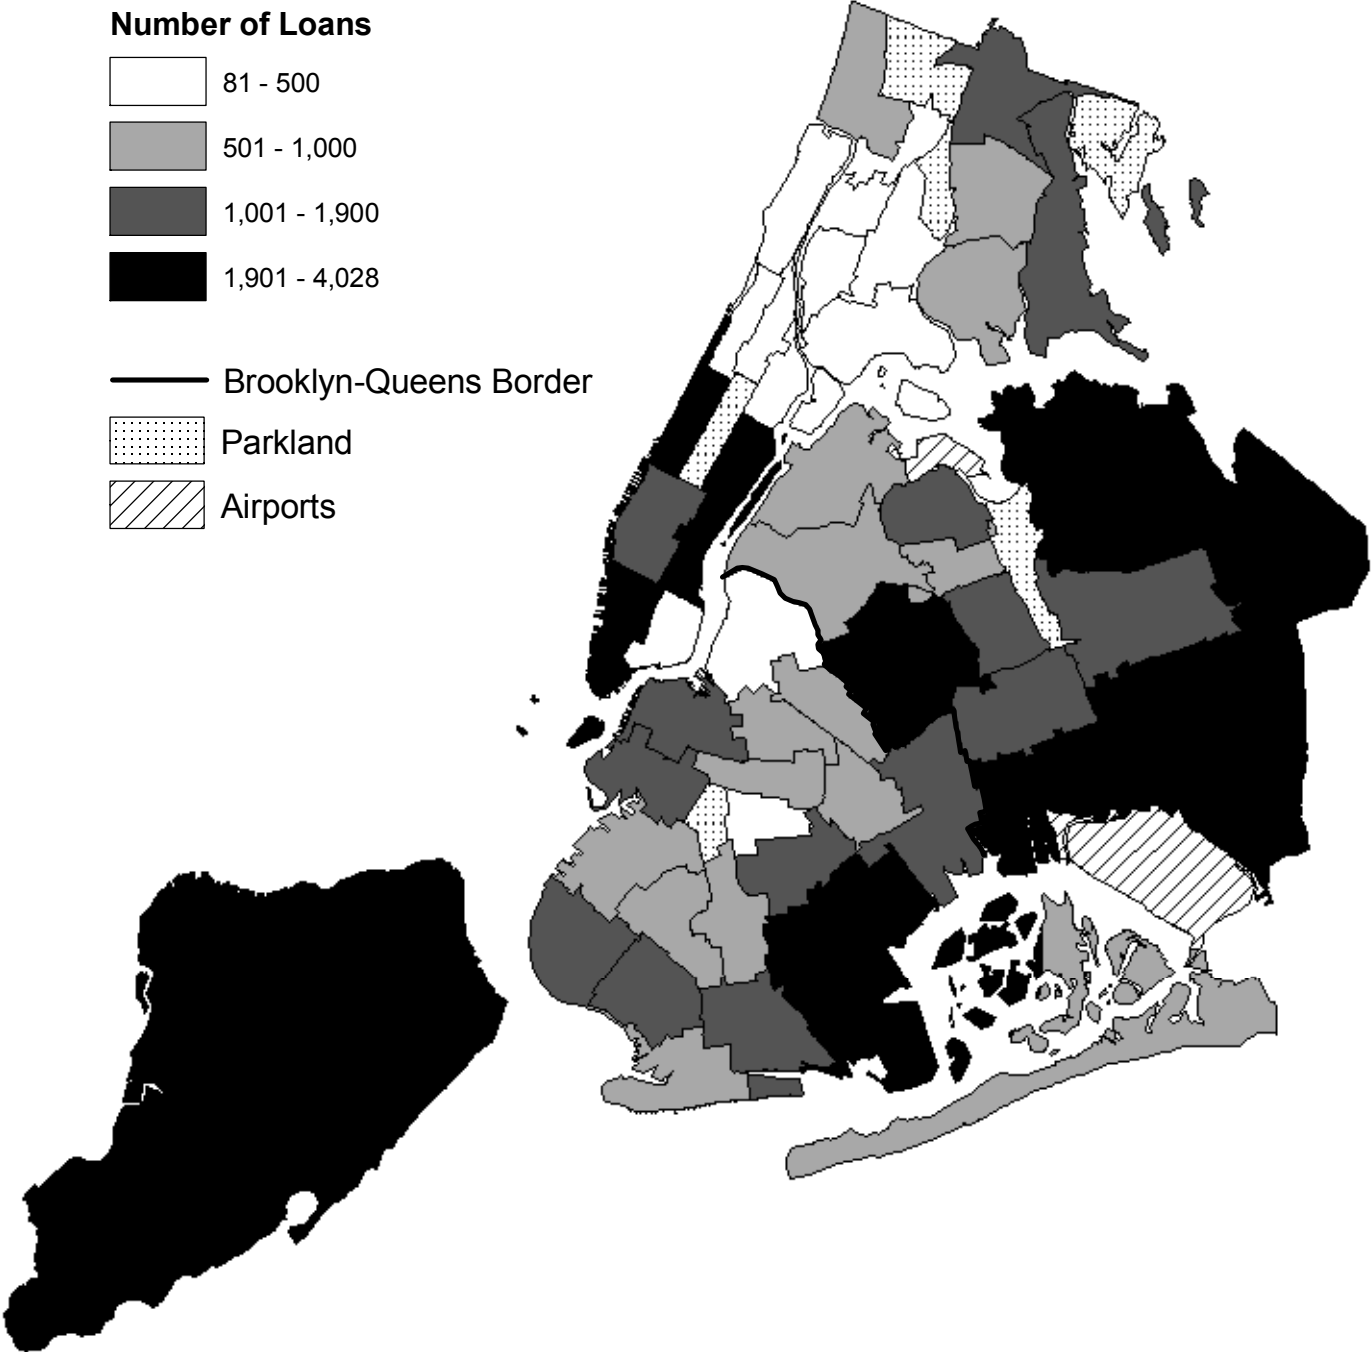 Number of Loans
81 - 500
501 - 1,000
1,001 - 1,900
1,901 - 4,028
Brooklyn-Queens Border
Parkland
Airports